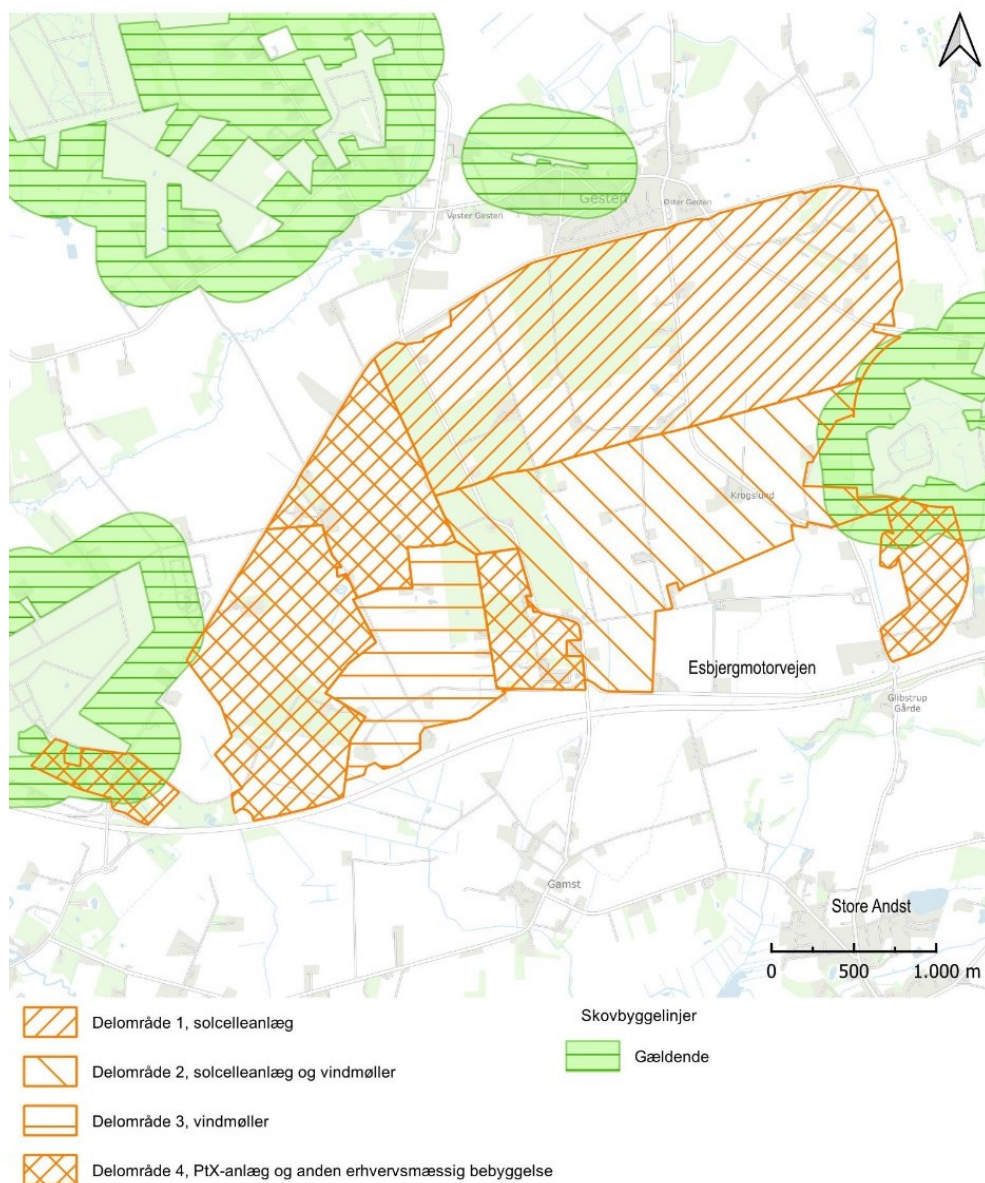 Gesten
Øster Gesten
Vester Gesten
Krogslund
Esbjergmotorvejen
Glibstrup
Gårde
Gamst
Store Andst
0 500 1.000 m
Delområde 1, solcelleanlæg
Delområde 2, solcelleanlæg og vindmøller
Delområde 3, vindmøller
Delområde 4, PtX-anlæg og anden erhvervsmæssig bebyggelse
Skovbyggelinjer
Gældende